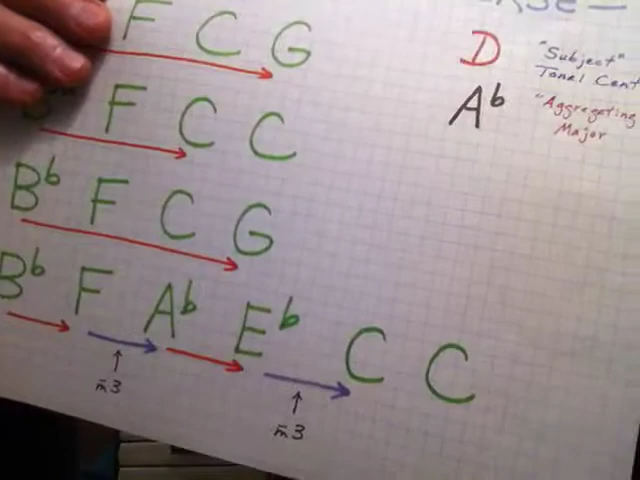 F C G
D
"Subject"
Tonal Cent
F C C
A♭
"Aggregating
Major
B♭ F C G
B♭ F A♭ E♭ C C
m3
m3